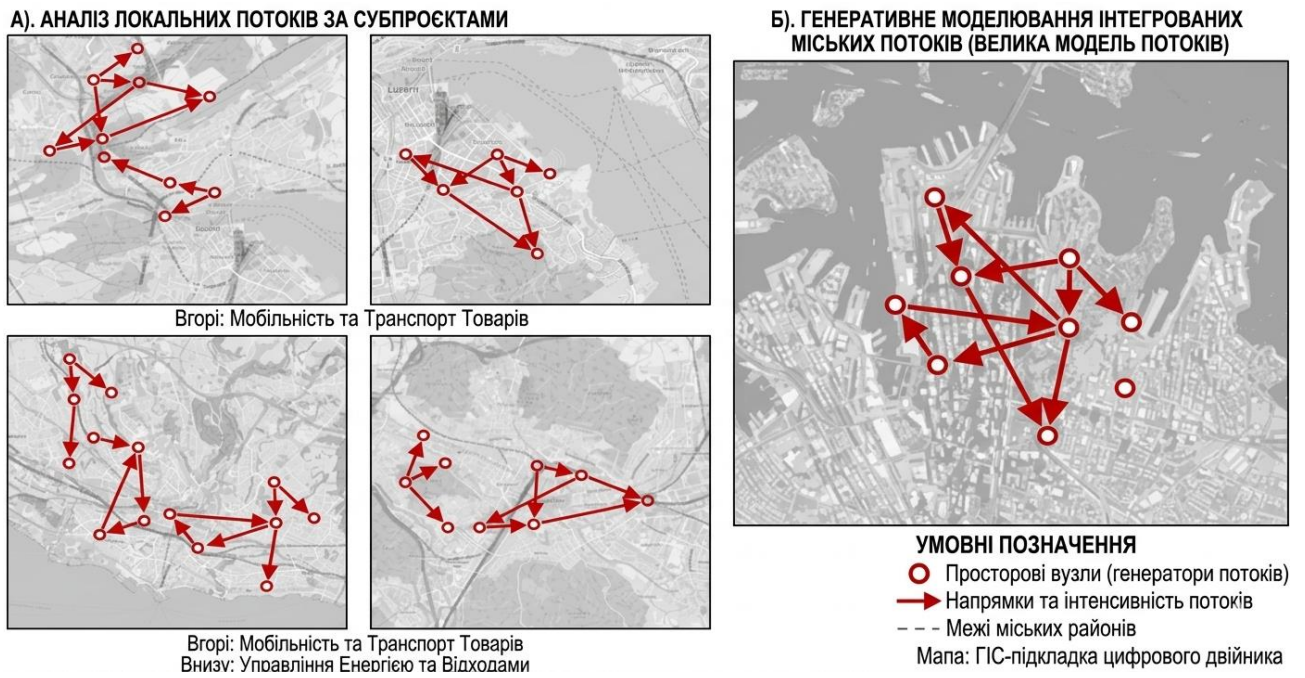 А). АНАЛІЗ ЛОКАЛЬНИХ ПОТОКІВ ЗА СУБПРОЄКТАМИ
Luzern
Вгорі: Мобільність та Транспорт Товарів
Вгорі: Мобільність та Транспорт Товарів
Внизу: Управління Енергією та Відходами
Б). ГЕНЕРАТИВНЕ МОДЕЛЮВАННЯ ІНТЕГРОВАНИХ
МІСЬКИХ ПОТОКІВ (ВЕЛИКА МОДЕЛЬ ПОТОКІВ)
УМОВНІ ПОЗНАЧЕННЯ
Просторові вузли (генератори потоків)
Напрямки та інтенсивність потоків
Межі міських районів
Мапа: ГІС-підкладка цифрового двійника